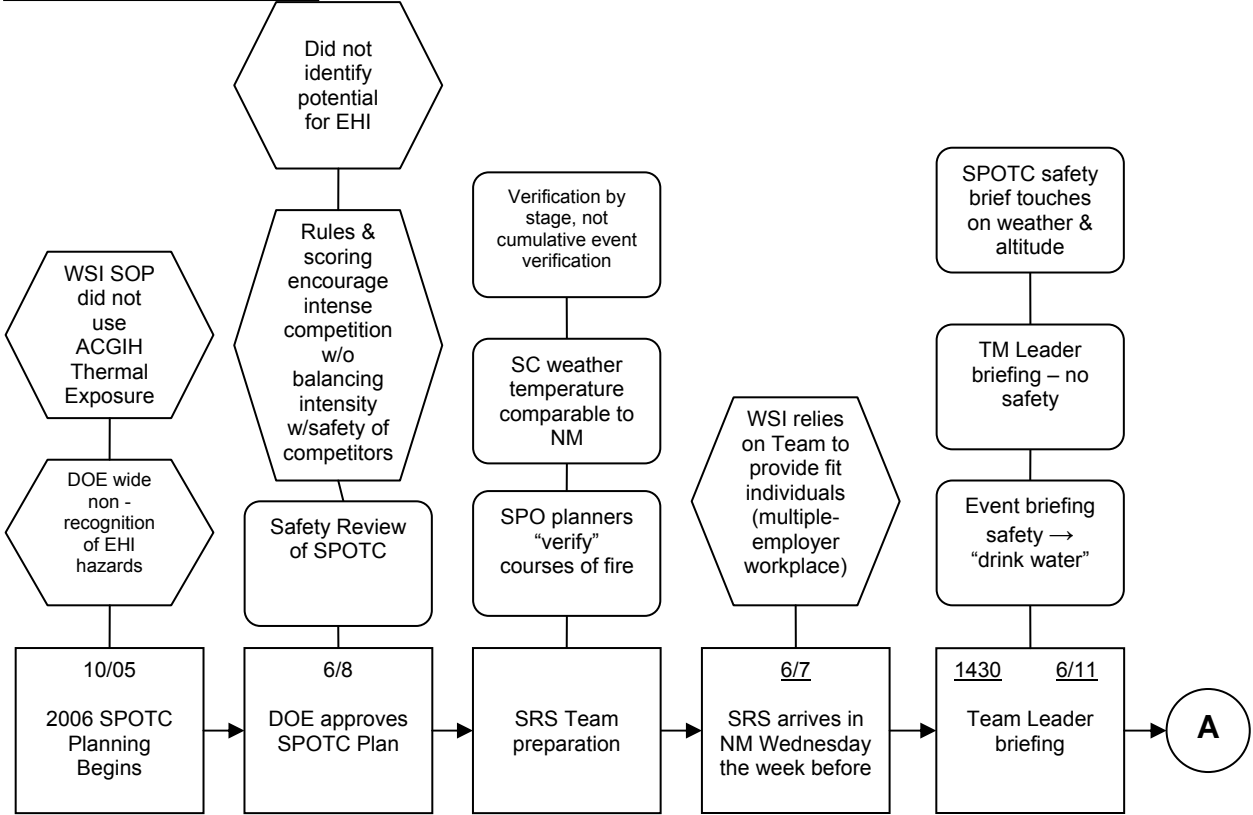 Did not
identify
potential
for EHI
WSI SOP
did not
use
ACGIH
Thermal
Exposure
DOE wide
non -
recognition
of EHI
hazards
10/05
2006 SPOTC
Planning
Begins
Rules &
scoring
encourage
intense
competition
w/o
balancing
intensity
w/safety of
competitors
Safety Review
of SPOTC
6/8
DOE approves
SPOTC Plan
Verification by
stage, not
cumulative event
verification
SC weather
temperature
comparable to
NM
SPO planners
“verify”
courses of fire
SRS Team
preparation
WSI relies
on Team to
provide fit
individuals
(multiple-
employer
workplace)
6/7
SRS arrives in
NM Wednesday
the week before
SPOTC safety
brief touches
on weather &
altitude
TM Leader
briefing – no
safety
Event briefing
safety →
“drink water”
1430 6/11
Team Leader
briefing
A